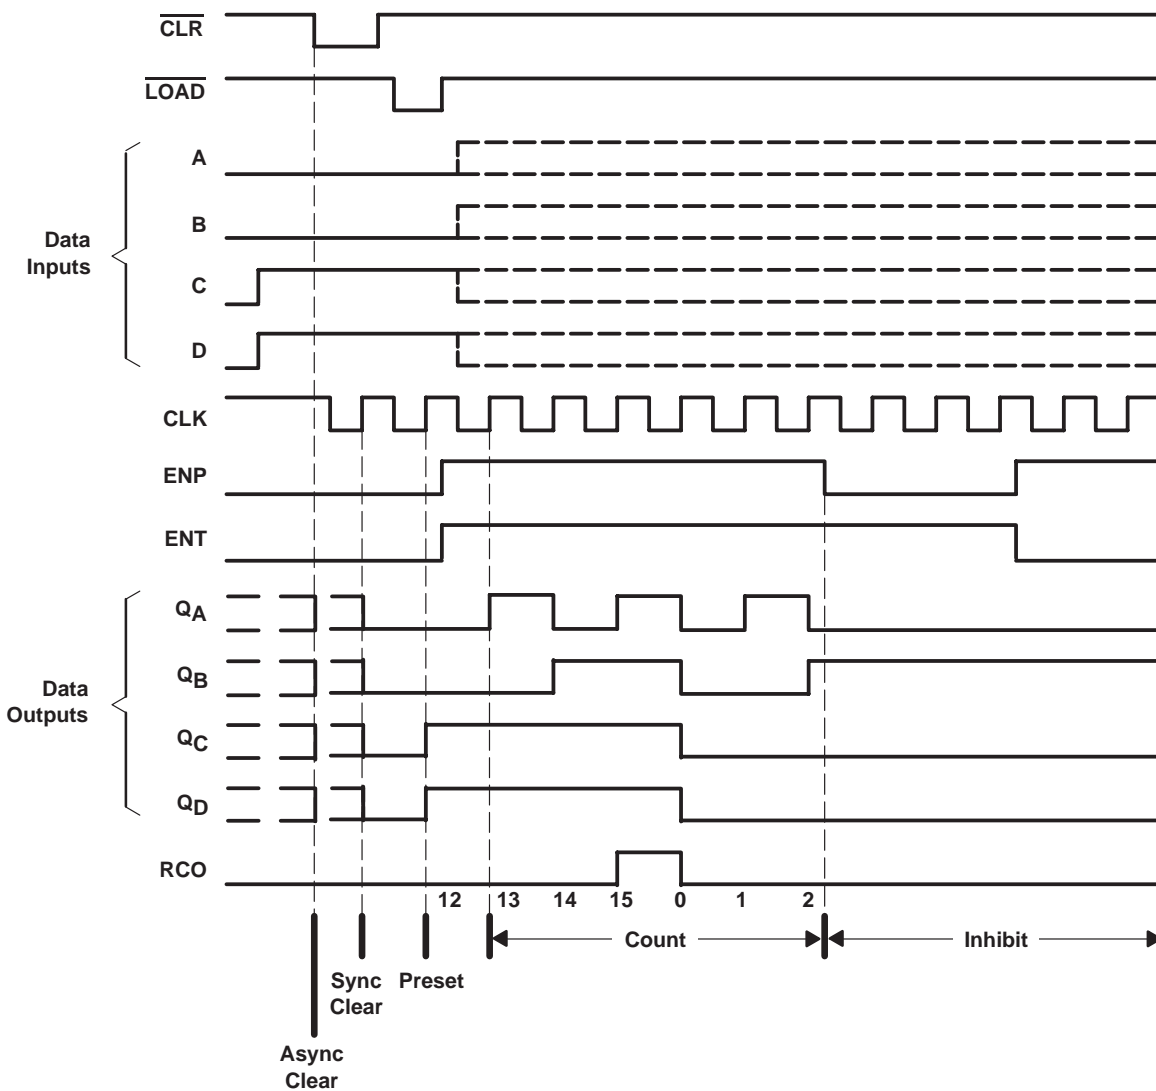 CLR
LOAD
A
B
Data
Inputs
C
D
CLK
ENP
ENT
QA
QB
Data
Outputs
QC
QD
RCO
12 13 14 15 0 1 2
Count Inhibit
Sync
Clear
Preset
Async
Clear